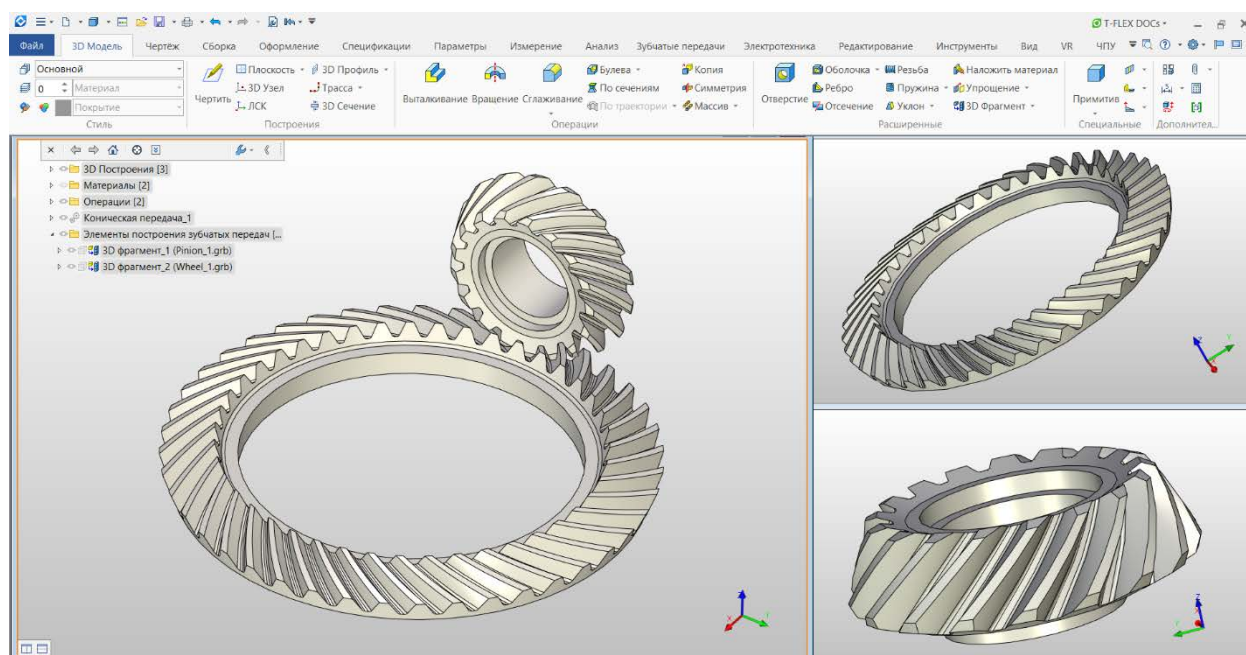 T-FLEX DOCs
Файл 3D Модель Чертёж Сборка Оформление Спецификации Параметры Измерение Анализ Зубчатые передачи Электротехника Редактирование Инструменты Вид VR ЧПУ
Основной Плоскость 3D Профиль Булева Копия Оболочка Резьба Наложить материал
0 Материал 3D Узел Трасса По сечениям Симметрия Ребро Пружина Упрощение
Чертить Выталкивание Вращение Сглаживание Отверстие Примитив
Покрытие ЛСК 3D Сечение По траектории Массив Отсечение Уклон 3D Фрагмент
Стиль Построения Операции Расширенные Специальные Дополнител...
3D Построения [3]
Материалы [2]
Операции [2]
Коническая передача_1
Элементы построения зубчатых передач [...
3D фрагмент_1 (Pinion_1.grb)
3D фрагмент_2 (Wheel_1.grb)